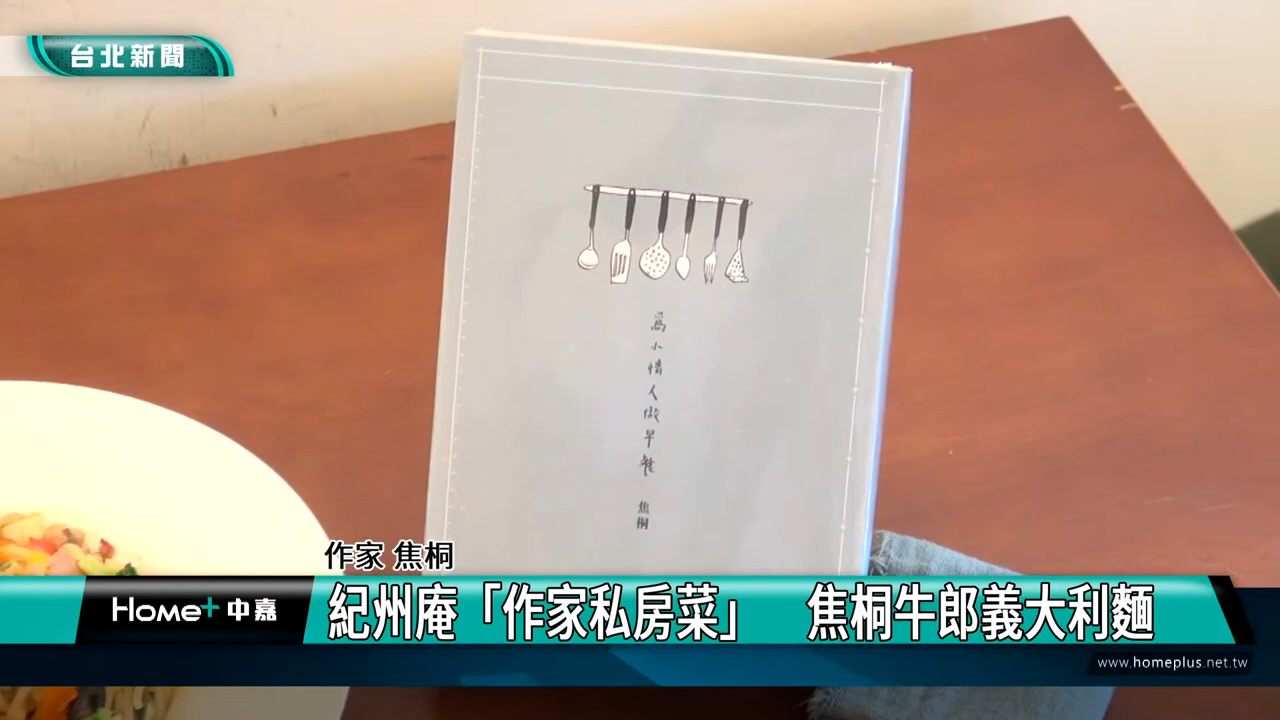 台北新聞
為小情人做早餐
焦桐
作家 焦桐
Home+ 中嘉
紀州庵「作家私房菜」 焦桐牛郎義大利麵
www.homeplus.net.tw